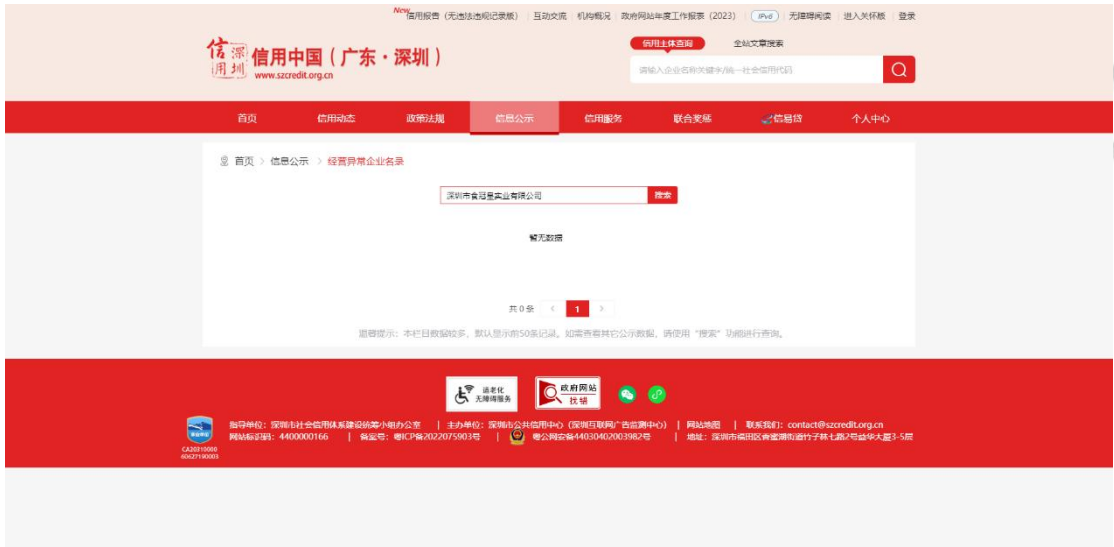 New信用报告（无违法违规记录版） 互动交流 机构概况 政府网站年度工作报表（2023） IPv6 无障碍阅读 进入关怀版 登录
信用
深圳
信用中国（广东·深圳）
www.szcredit.org.cn
信用主体查询 全站文章搜索
请输入企业名称关键字/统一社会信用代码
首页 信用动态 政策法规 信息公示 信用服务 联合奖惩 信易贷 个人中心
首页 > 信息公示 > 经营异常企业名录
深圳市食冠皇实业有限公司 搜索
暂无数据
共 0 条 < 1 >
温馨提示：本栏目数据较多，默认显示前50条记录。如需查看其它公示数据，请使用“搜索”功能进行查询。
适老化
无障碍服务
政府网站
找错
指导单位：深圳市社会信用体系建设统筹小组办公室 | 主办单位：深圳市公共信用中心（深圳互联网广告监测中心） | 网站地图 | 联系我们：contact@szcredit.org.cn
网站标识码：4400000166 | 备案号：粤ICP备2022075903号 | 粤公网安备44030402003982号 | 地址：深圳市福田区香蜜湖街道竹子林七路2号益华大厦3-5层
CA20310000
60627190003